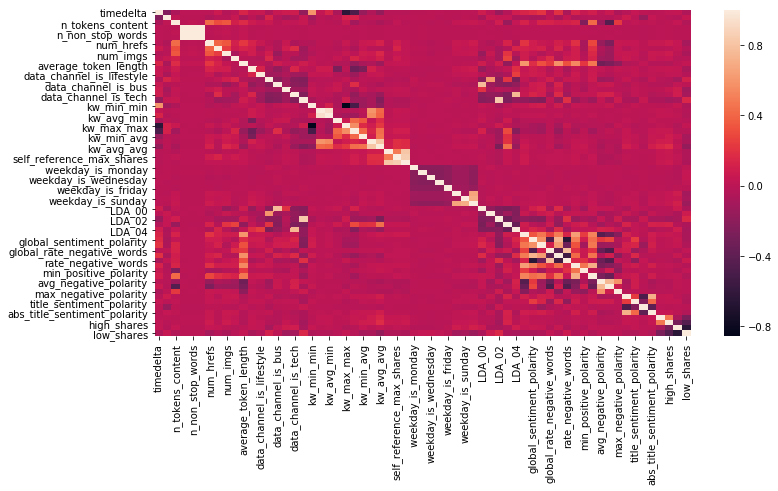 timedelta
n_tokens_content
n_non_stop_words
num_hrefs
num_imgs
average_token_length
data_channel_is_lifestyle
data_channel_is_bus
data_channel_is_tech
kw_min_min
kw_avg_min
kw_max_max
kw_min_avg
kw_avg_avg
self_reference_max_shares
weekday_is_monday
weekday_is_wednesday
weekday_is_friday
weekday_is_sunday
LDA_00
LDA_02
LDA_04
global_sentiment_polarity
global_rate_negative_words
rate_negative_words
min_positive_polarity
avg_negative_polarity
max_negative_polarity
title_sentiment_polarity
abs_title_sentiment_polarity
high_shares
low_shares
timedelta
n_tokens_content
n_non_stop_words
num_hrefs
num_imgs
average_token_length
data_channel_is_lifestyle
data_channel_is_bus
data_channel_is_tech
kw_min_min
kw_avg_min
kw_max_max
kw_min_avg
kw_avg_avg
self_reference_max_shares
weekday_is_monday
weekday_is_wednesday
weekday_is_friday
weekday_is_sunday
LDA_00
LDA_02
LDA_04
global_sentiment_polarity
global_rate_negative_words
rate_negative_words
min_positive_polarity
avg_negative_polarity
max_negative_polarity
title_sentiment_polarity
abs_title_sentiment_polarity
high_shares
low_shares
0.8
0.4
0.0
−0.4
−0.8